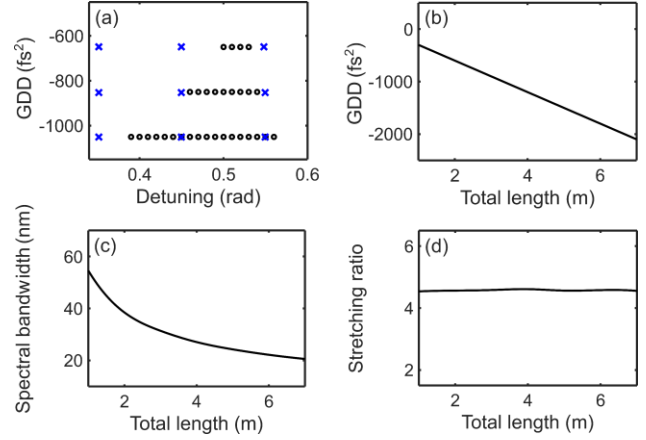 (a)
GDD (fs²)
-600
-800
-1000
0.4 0.5 0.6
Detuning (rad)
(b)
GDD (fs²)
0
-1000
-2000
2 4 6
Total length (m)
(c)
Spectral bandwidth (nm)
60
40
20
2 4 6
Total length (m)
(d)
Stretching ratio
6
4
2
2 4 6
Total length (m)